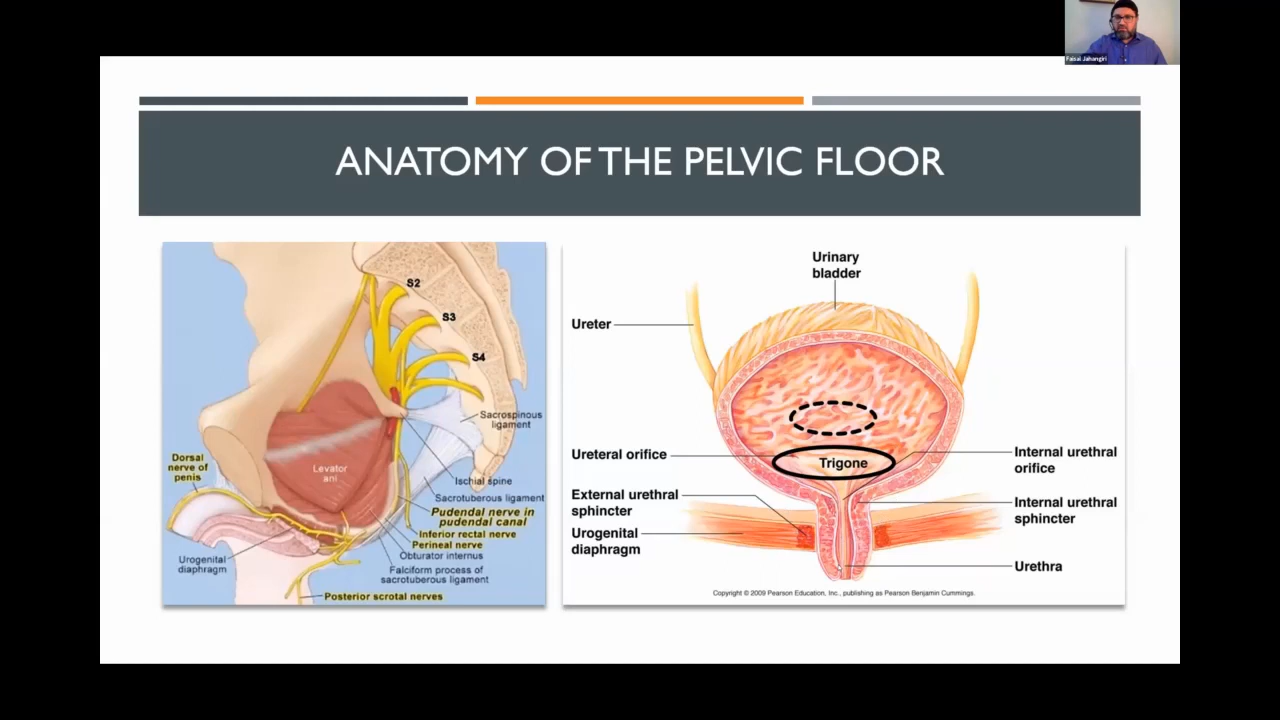 Faisal Jahangiri
ANATOMY OF THE PELVIC FLOOR
S2
S3
S4
Sacrospinous
ligament
Levator
ani
Dorsal
nerve of
penis
Ischial spine
Sacrotuberous ligament
Pudendal nerve in
pudendal canal
Inferior rectal nerve
Perineal nerve
Obturator internus
Urogenital
diaphragm
Falciform process of
sacrotuberous ligament
Posterior scrotal nerves
Urinary
bladder
Ureter
Ureteral orifice
Trigone
Internal urethral
orifice
External urethral
sphincter
Internal urethral
sphincter
Urogenital
diaphragm
Urethra
Copyright © 2009 Pearson Education, Inc., publishing as Pearson Benjamin Cummings.